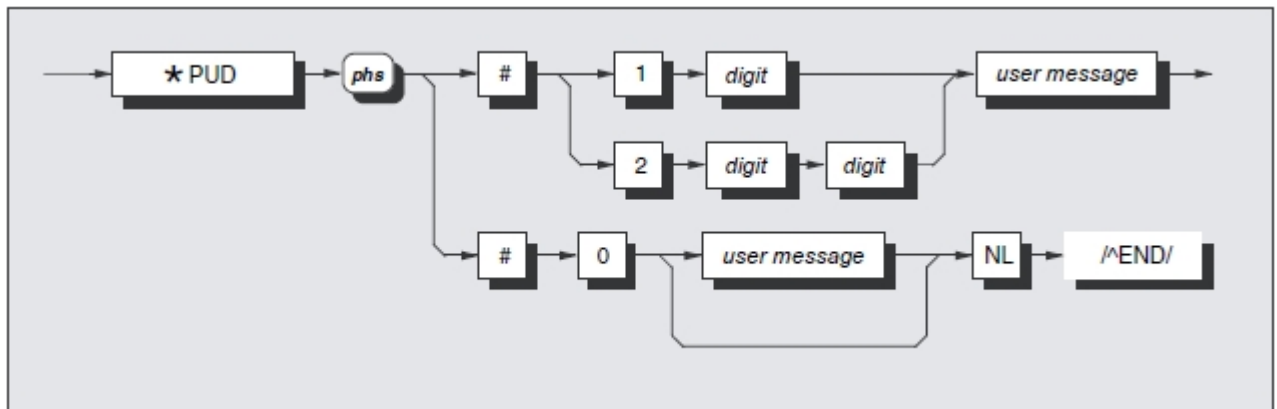 * PUD phs # 1 digit user message
2 digit digit
# 0 user message NL /^END/